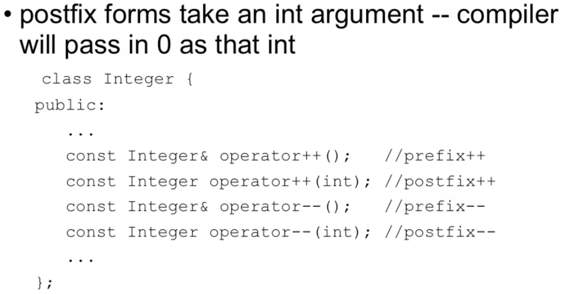 • postfix forms take an int argument -- compiler
will pass in 0 as that int
class Integer {
public:
...
const Integer& operator++(); //prefix++
const Integer operator++(int); //postfix++
const Integer& operator--(); //prefix--
const Integer operator--(int); //postfix--
...
};